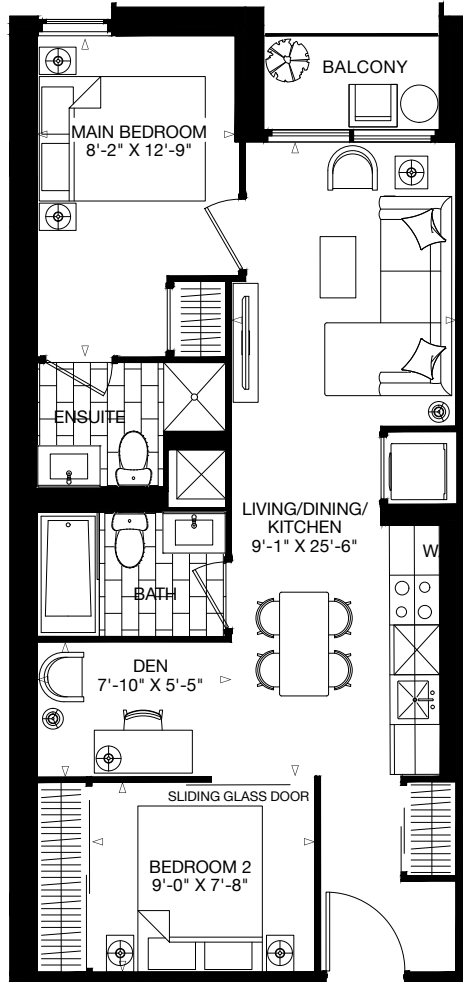 BALCONY
MAIN BEDROOM
8'-2" X 12'-9"
ENSUITE
LIVING/DINING/
KITCHEN
9'-1" X 25'-6"
W
BATH
DEN
7'-10" X 5'-5"
SLIDING GLASS DOOR
BEDROOM 2
9'-0" X 7'-8"